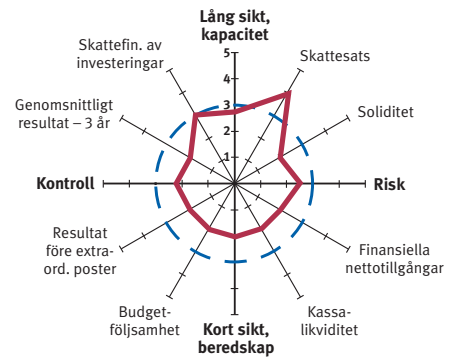 Lång sikt,
kapacitet
Skattefin. av
investeringar
Skattesats
5
4
3
2
1
Genomsnittligt
resultat – 3 år
Soliditet
Kontroll
Risk
Resultat
före extra-
ord. poster
Finansiella
nettotillgångar
Budget-
följsamhet
Kort sikt,
beredskap
Kassa-
likviditet